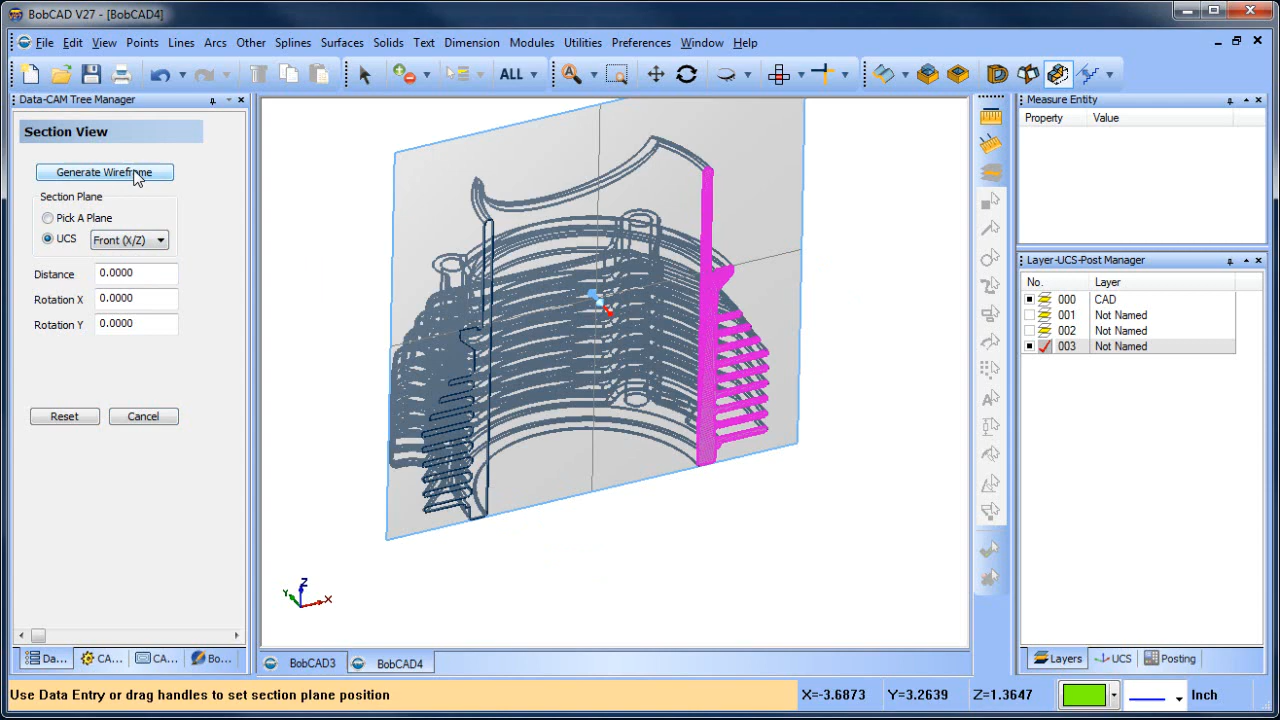 BobCAD V27 - [BobCAD4]
File Edit View Points Lines Arcs Other Splines Surfaces Solids Text Dimension Modules Utilities Preferences Window Help
ALL
Data-CAM Tree Manager
Section View
Generate Wireframe
Section Plane
Pick A Plane
UCS Front (X/Z)
Distance 0.0000
Rotation X 0.0000
Rotation Y 0.0000
Reset Cancel
Z
Y X
Measure Entity
Property Value
Layer-UCS-Post Manager
No. Layer
000 CAD
001 Not Named
002 Not Named
003 Not Named
Da... CA... CA... Bo...
BobCAD3 BobCAD4
Layers UCS Posting
Use Data Entry or drag handles to set section plane position
X=-3.6873 Y=3.2639 Z=1.3647 Inch